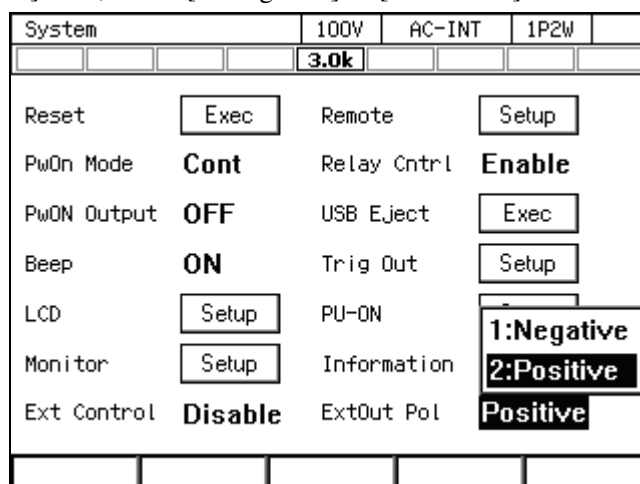 System 100V AC-INT 1P2W
3.0k
Reset Exec Remote Setup
PwOn Mode Cont Relay Cntrl Enable
PwON Output OFF USB Eject Exec
Beep ON Trig Out Setup
LCD Setup PU-ON
1:Negative
Monitor Setup Information 2:Positive
Ext Control Disable ExtOut Pol Positive